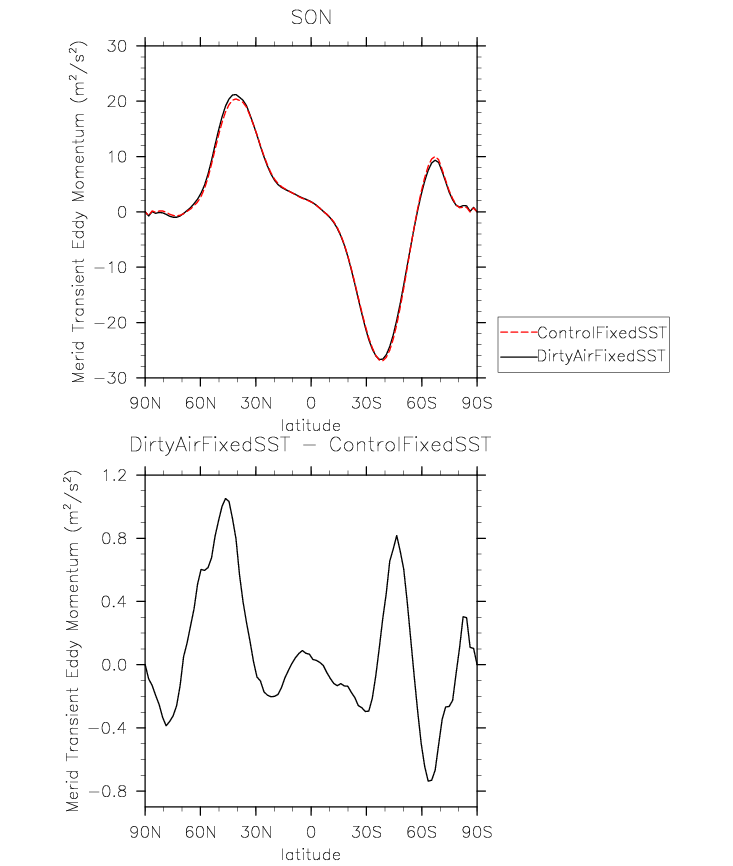 SON
Merid Transient Eddy Momentum (m²/s²)
30
20
10
0
−10
−20
−30
90N 60N 30N 0 30S 60S 90S
latitude
ControlFixedSST
DirtyAirFixedSST
DirtyAirFixedSST − ControlFixedSST
Merid Transient Eddy Momentum (m²/s²)
1.2
0.8
0.4
0.0
−0.4
−0.8
90N 60N 30N 0 30S 60S 90S
latitude